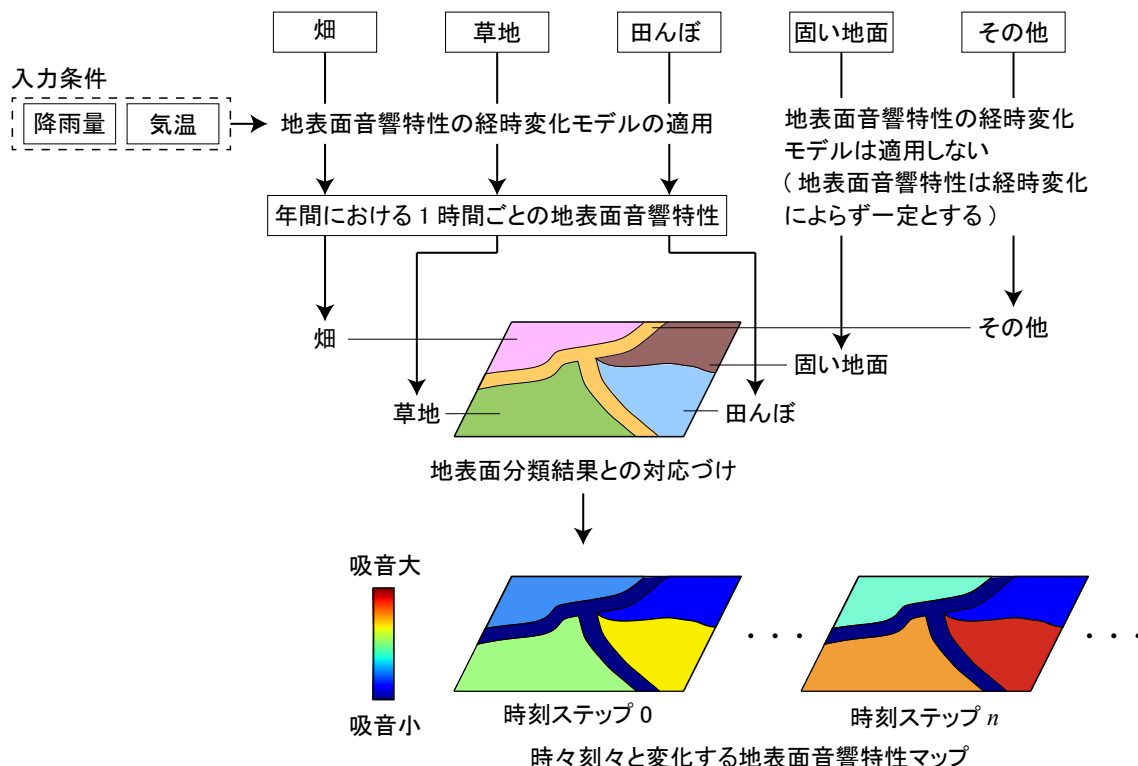 畑
草地
田んぼ
固い地面
その他
入力条件
降雨量
気温
地表面音響特性の経時変化モデルの適用
地表面音響特性の経時変化
モデルは適用しない
( 地表面音響特性は経時変化
によらず一定とする )
年間における 1 時間ごとの地表面音響特性
畑
その他
固い地面
草地
田んぼ
地表面分類結果との対応づけ
吸音大
吸音小
・・・・
・・・・
時刻ステップ 0
時刻ステップ n
時々刻々と変化する地表面音響特性マップ